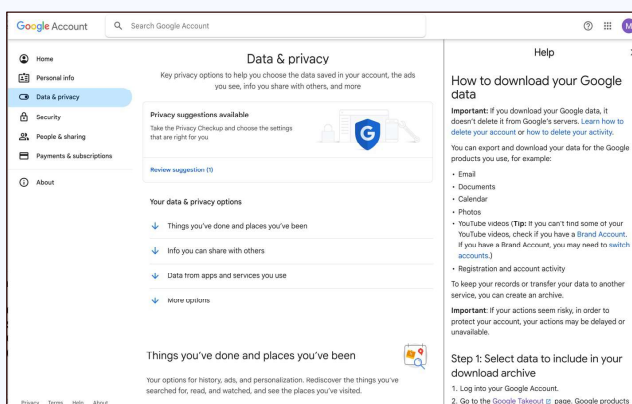 Google Account
Search Google Account
Home
Personal info
Data & privacy
Security
People & sharing
Payments & subscriptions
About
Privacy Terms Help About
Data & privacy
Key privacy options to help you choose the data saved in your account, the ads
you see, info you share with others, and more
Privacy suggestions available
Take the Privacy Checkup and choose the settings
that are right for you
G
Review suggestion (1)
Your data & privacy options
Things you've done and places you've been
Info you can share with others
Data from apps and services you use
More options
Things you've done and places you've been
Your options for history, ads, and personalization. Rediscover the things you've
searched for, read, and watched, and see the places you've visited.
M
Help
How to download your Google
data
Important: If you download your Google data, it
doesn't delete it from Google's servers. Learn how to
delete your account or how to delete your activity.
You can export and download your data for the Google
products you use, for example:
• Email
• Documents
• Calendar
• Photos
• YouTube videos (Tip: If you can't find some of your
YouTube videos, check if you have a Brand Account.
If you have a Brand Account, you may need to switch
accounts.)
• Registration and account activity
To keep your records or transfer your data to another
service, you can create an archive.
Important: If your actions seem risky, in order to
protect your account, your actions may be delayed or
unavailable.
Step 1: Select data to include in your
download archive
1. Log into your Google Account.
2. Go to the Google Takeout page. Google products